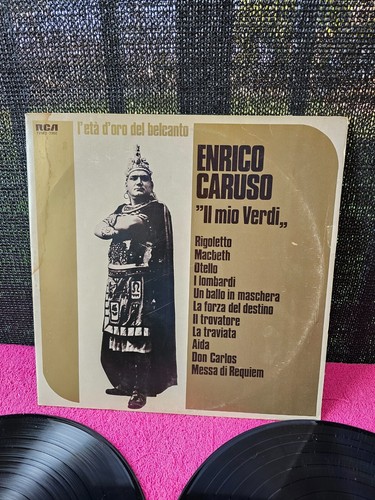 RCA
l'età d'oro del belcanto
ENRICO
CARUSO
"Il mio Verdi„
Rigoletto
Macbeth
Otello
I lombardi
Un ballo in maschera
La forza del destino
Il trovatore
La traviata
Aida
Don Carlos
Messa di Requiem